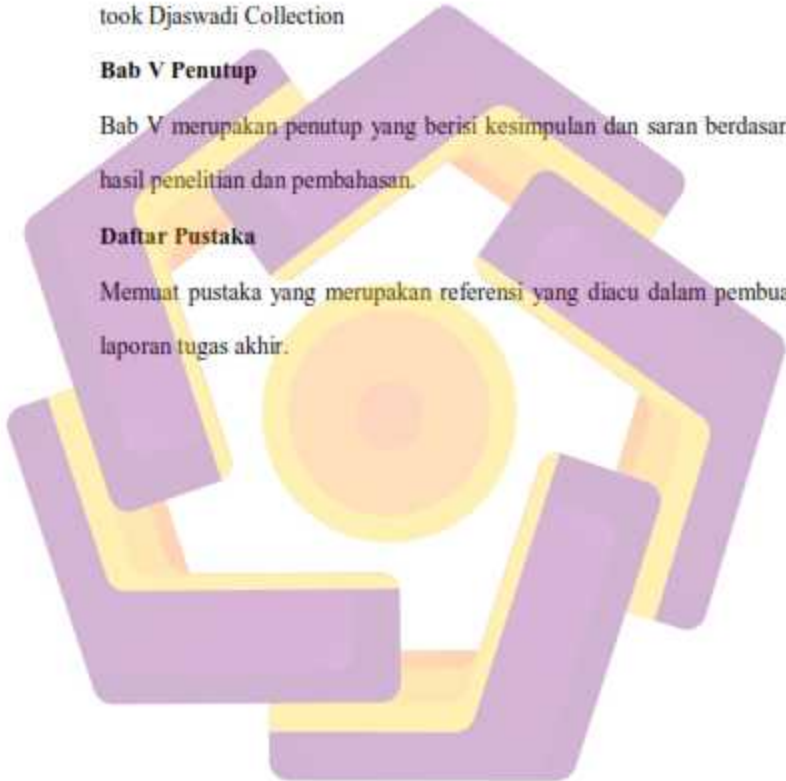 took Djaswadi Collection
Bab V Penutup
Bab V merupakan penutup yang berisi kesimpulan dan saran berdasar
hasil penelitian dan pembahasan.
Daftar Pustaka
Memuat pustaka yang merupakan referensi yang diacu dalam pembua
laporan tugas akhir.